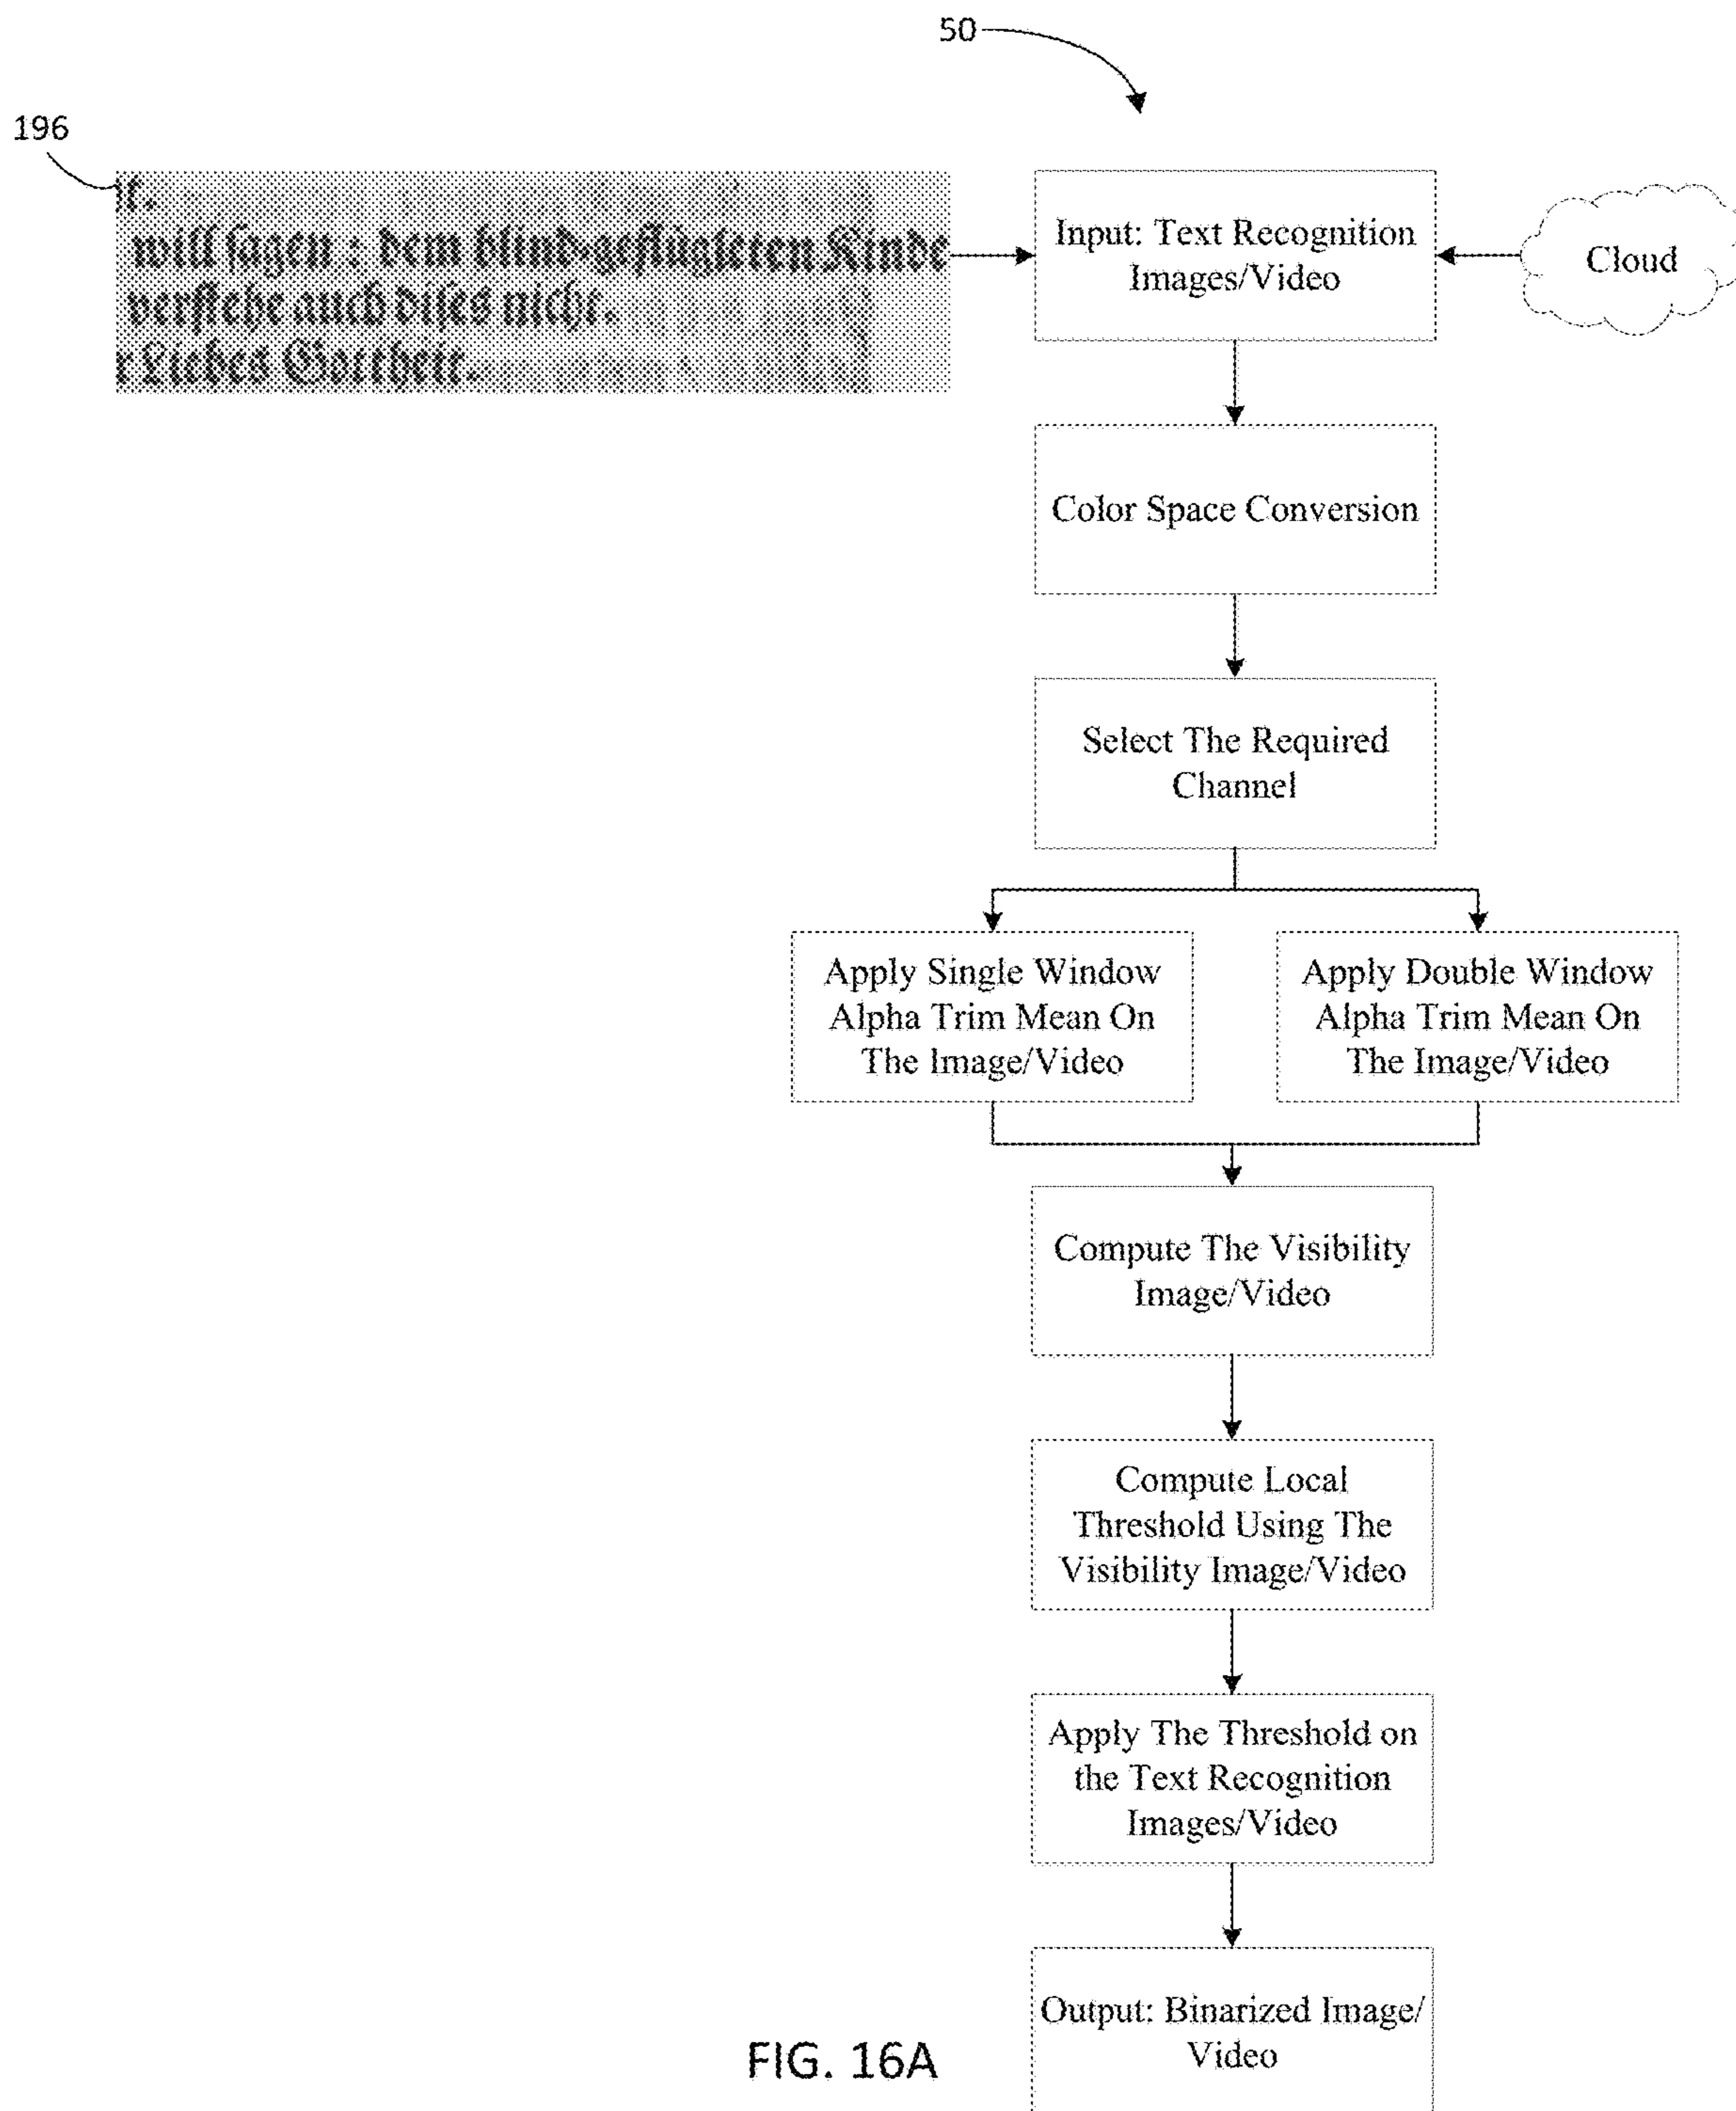 50
196
it.
will ſagen : dem blind-geflügleten Kinde
verſtehe auch diſes nicht.
r Liebes Gottheit.
Input: Text Recognition
Images/Video
Cloud
Color Space Conversion
Select The Required
Channel
Apply Single Window
Alpha Trim Mean On
The Image/Video
Apply Double Window
Alpha Trim Mean On
The Image/Video
Compute The Visibility
Image/Video
Compute Local
Threshold Using The
Visibility Image/Video
Apply The Threshold on
the Text Recognition
Images/Video
Output: Binarized Image/
Video
FIG. 16A